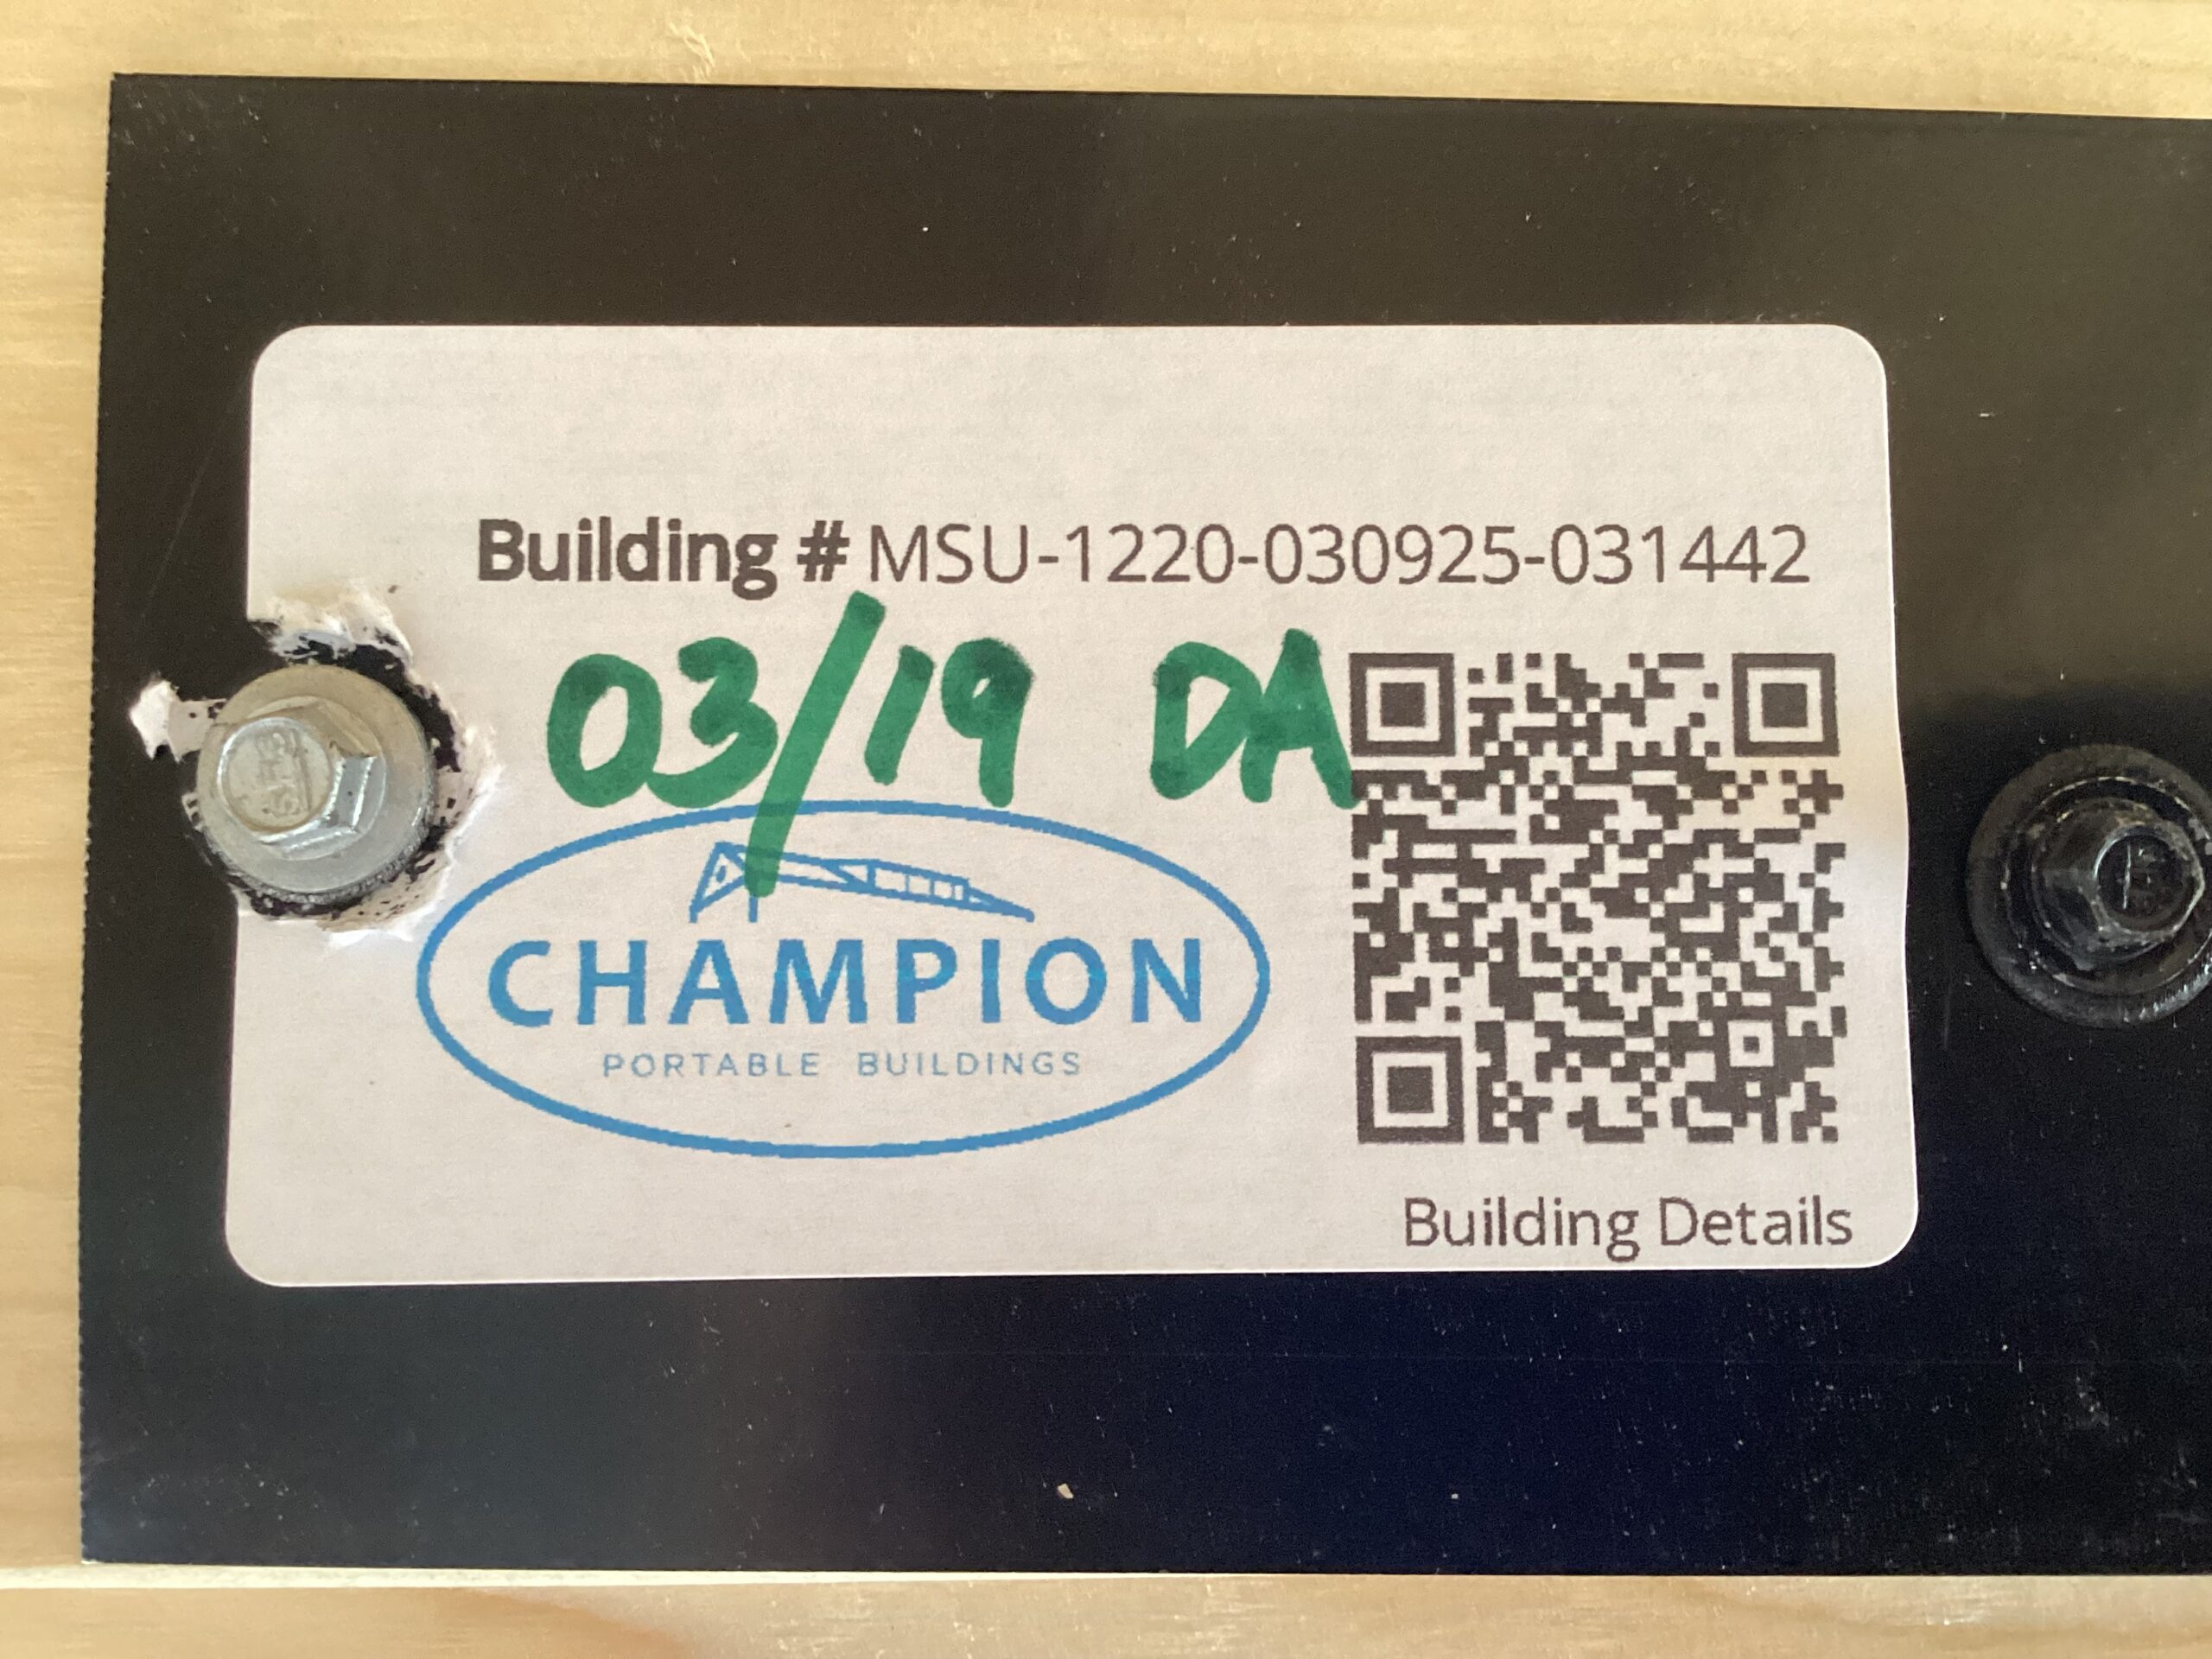 Building # MSU-1220-030925-031442
03/19 DA
CHAMPION
PORTABLE BUILDINGS
Building Details